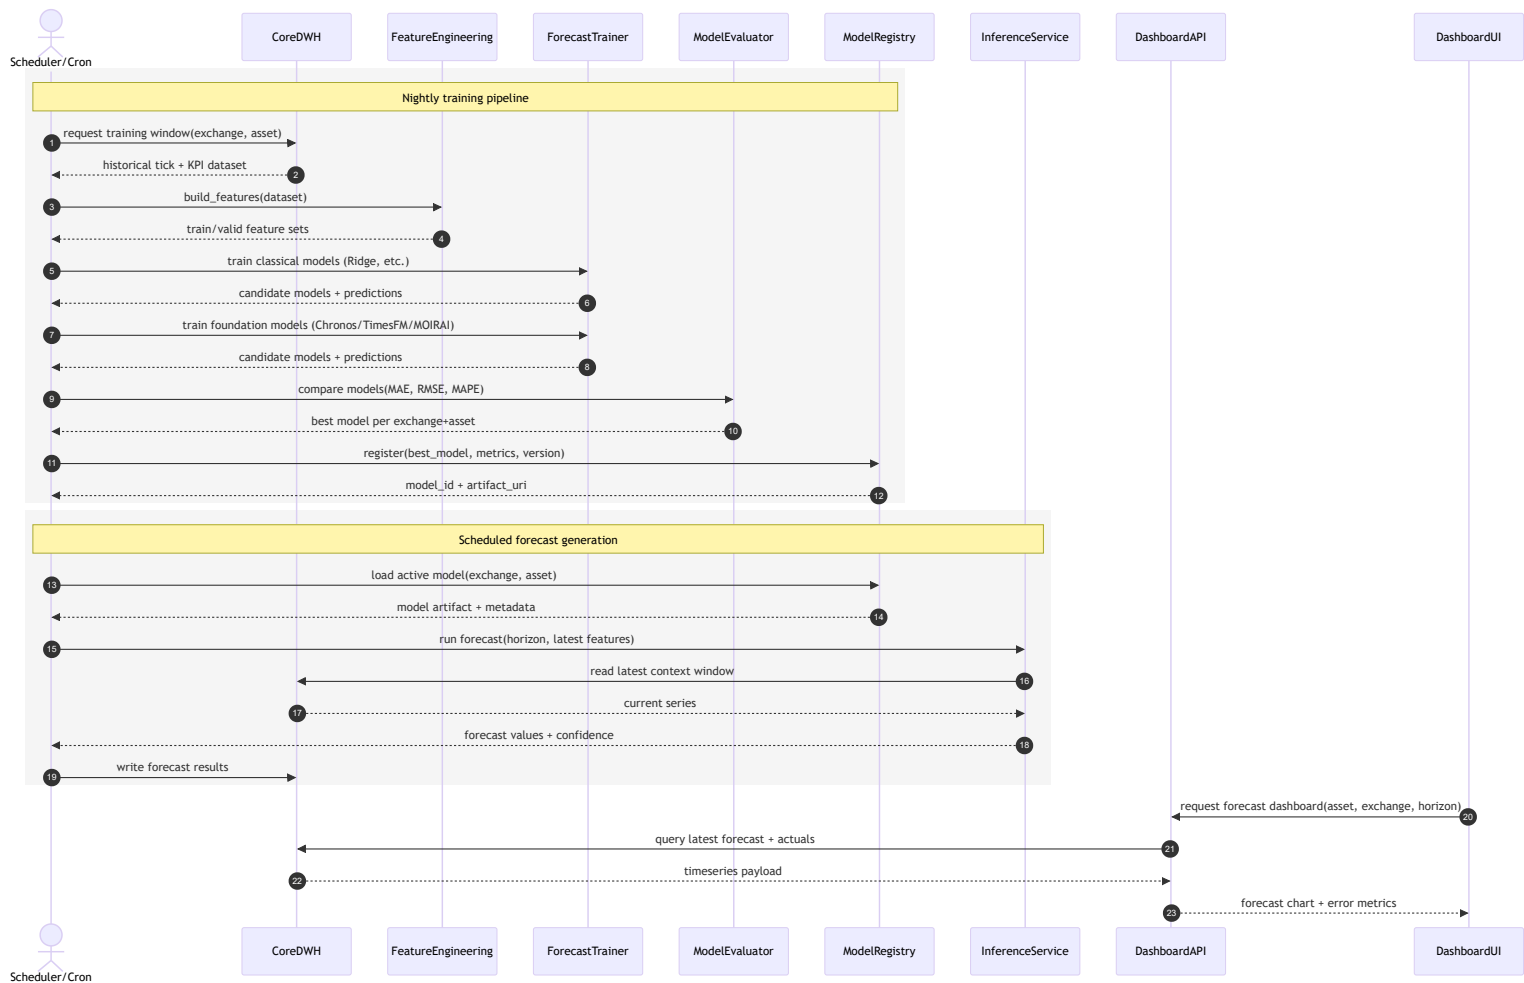 Scheduler/Cron
CoreDWH
FeatureEngineering
ForecastTrainer
ModelEvaluator
ModelRegistry
InferenceService
DashboardAPI
DashboardUI
Nightly training pipeline
1 request training window(exchange, asset)
historical tick + KPI dataset 2
3 build_features(dataset)
train/valid feature sets 4
5 train classical models (Ridge, etc.)
candidate models + predictions 6
7 train foundation models (Chronos/TimesFM/MOIRAI)
candidate models + predictions 8
9 compare models(MAE, RMSE, MAPE)
best model per exchange+asset 10
11 register(best_model, metrics, version)
model_id + artifact_uri 12
Scheduled forecast generation
13 load active model(exchange, asset)
model artifact + metadata 14
15 run forecast(horizon, latest features)
read latest context window 16
17 current series
forecast values + confidence 18
19 write forecast results
request forecast dashboard(asset, exchange, horizon) 20
query latest forecast + actuals 21
22 timeseries payload
23 forecast chart + error metrics
Scheduler/Cron
CoreDWH
FeatureEngineering
ForecastTrainer
ModelEvaluator
ModelRegistry
InferenceService
DashboardAPI
DashboardUI